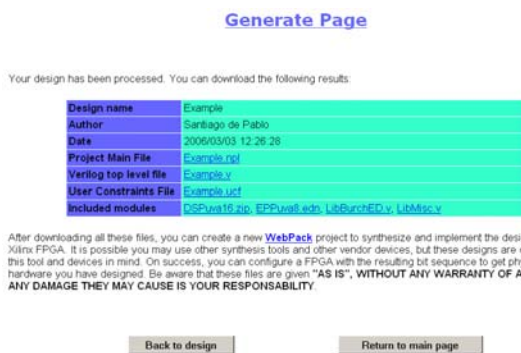 Generate Page
Your design has been processed. You can download the following results:
Design name Example
Author Santiago de Pablo
Date 2006/03/03 12:26:28
Project Main File Example.npl
Verilog top level file Example.v
User Constraints File Example.ucf
Included modules DSPuva16.zip, EPPuva8.edn, LibBurchED.v, LibMisc.v
After downloading all these files, you can create a new WebPack project to synthesize and implement the desi
Xilinx FPGA. It is possible you may use other synthesis tools and other vendor devices, but these designs are
this tool and devices in mind. On success, you can configure a FPGA with the resulting bit sequence to get phy
hardware you have designed. Be aware that these files are given "AS IS", WITHOUT ANY WARRANTY OF A
ANY DAMAGE THEY MAY CAUSE IS YOUR RESPONSABILITY.
Back to design Return to main page